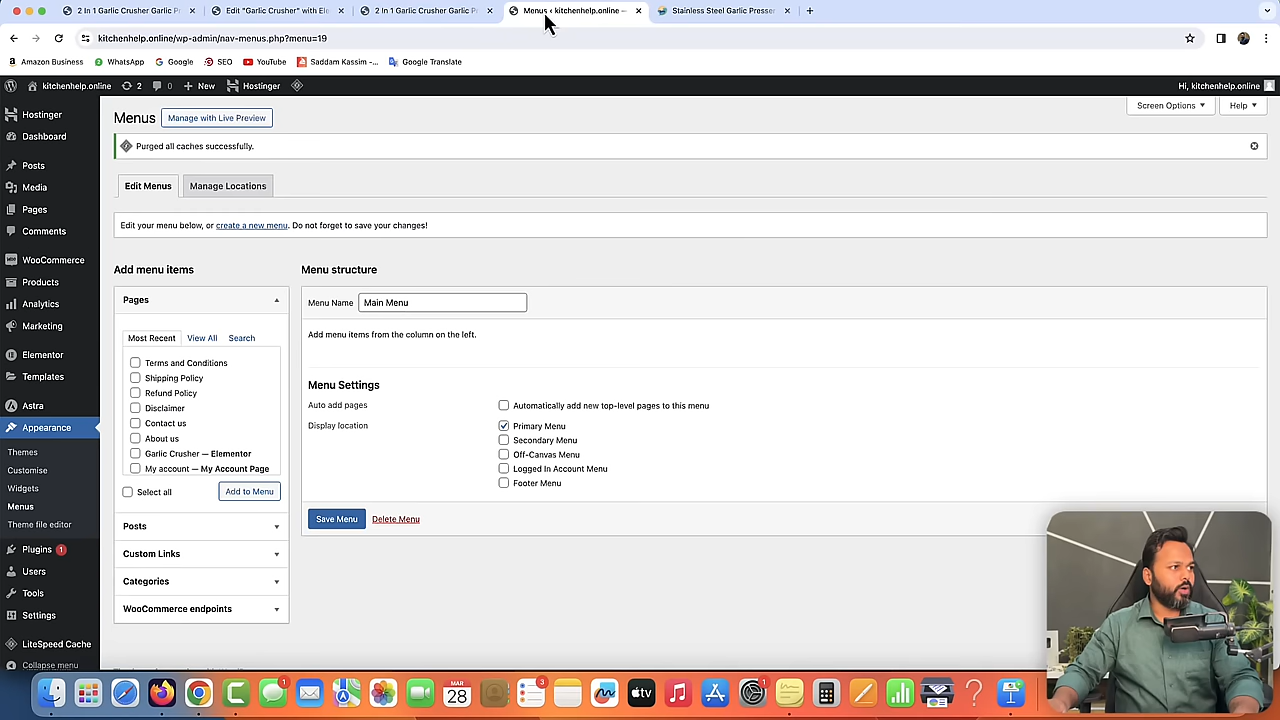 2 In 1 Garlic Crusher Garlic P
Edit "Garlic Crusher" with El
2 In 1 Garlic Crusher Garlic P
Menus ‹ kitchenhelp.online —
Stainless Steel Garlic Presser
kitchenhelp.online/wp-admin/nav-menus.php?menu=19
Amazon Business
WhatsApp
Google
SEO
YouTube
Saddam Kassim -...
Google Translate
kitchenhelp.online
2
0
New
Hostinger
Hi, kitchenhelp.online
Hostinger
Dashboard
Posts
Media
Pages
Comments
WooCommerce
Products
Analytics
Marketing
Elementor
Templates
Astra
Appearance
Themes
Customise
Widgets
Menus
Theme file editor
Plugins 1
Users
Tools
Settings
LiteSpeed Cache
Collapse menu
Menus
Manage with Live Preview
Screen Options
Help
Purged all caches successfully.
Edit Menus
Manage Locations
Edit your menu below, or create a new menu. Do not forget to save your changes!
Add menu items
Pages
Most Recent
View All
Search
Terms and Conditions
Shipping Policy
Refund Policy
Disclaimer
Contact us
About us
Garlic Crusher — Elementor
My account — My Account Page
Select all
Add to Menu
Posts
Custom Links
Categories
WooCommerce endpoints
Menu structure
Menu Name
Main Menu
Add menu items from the column on the left.
Menu Settings
Auto add pages
Automatically add new top-level pages to this menu
Display location
Primary Menu
Secondary Menu
Off-Canvas Menu
Logged In Account Menu
Footer Menu
Save Menu
Delete Menu
1
MAR
28
3
tv
1